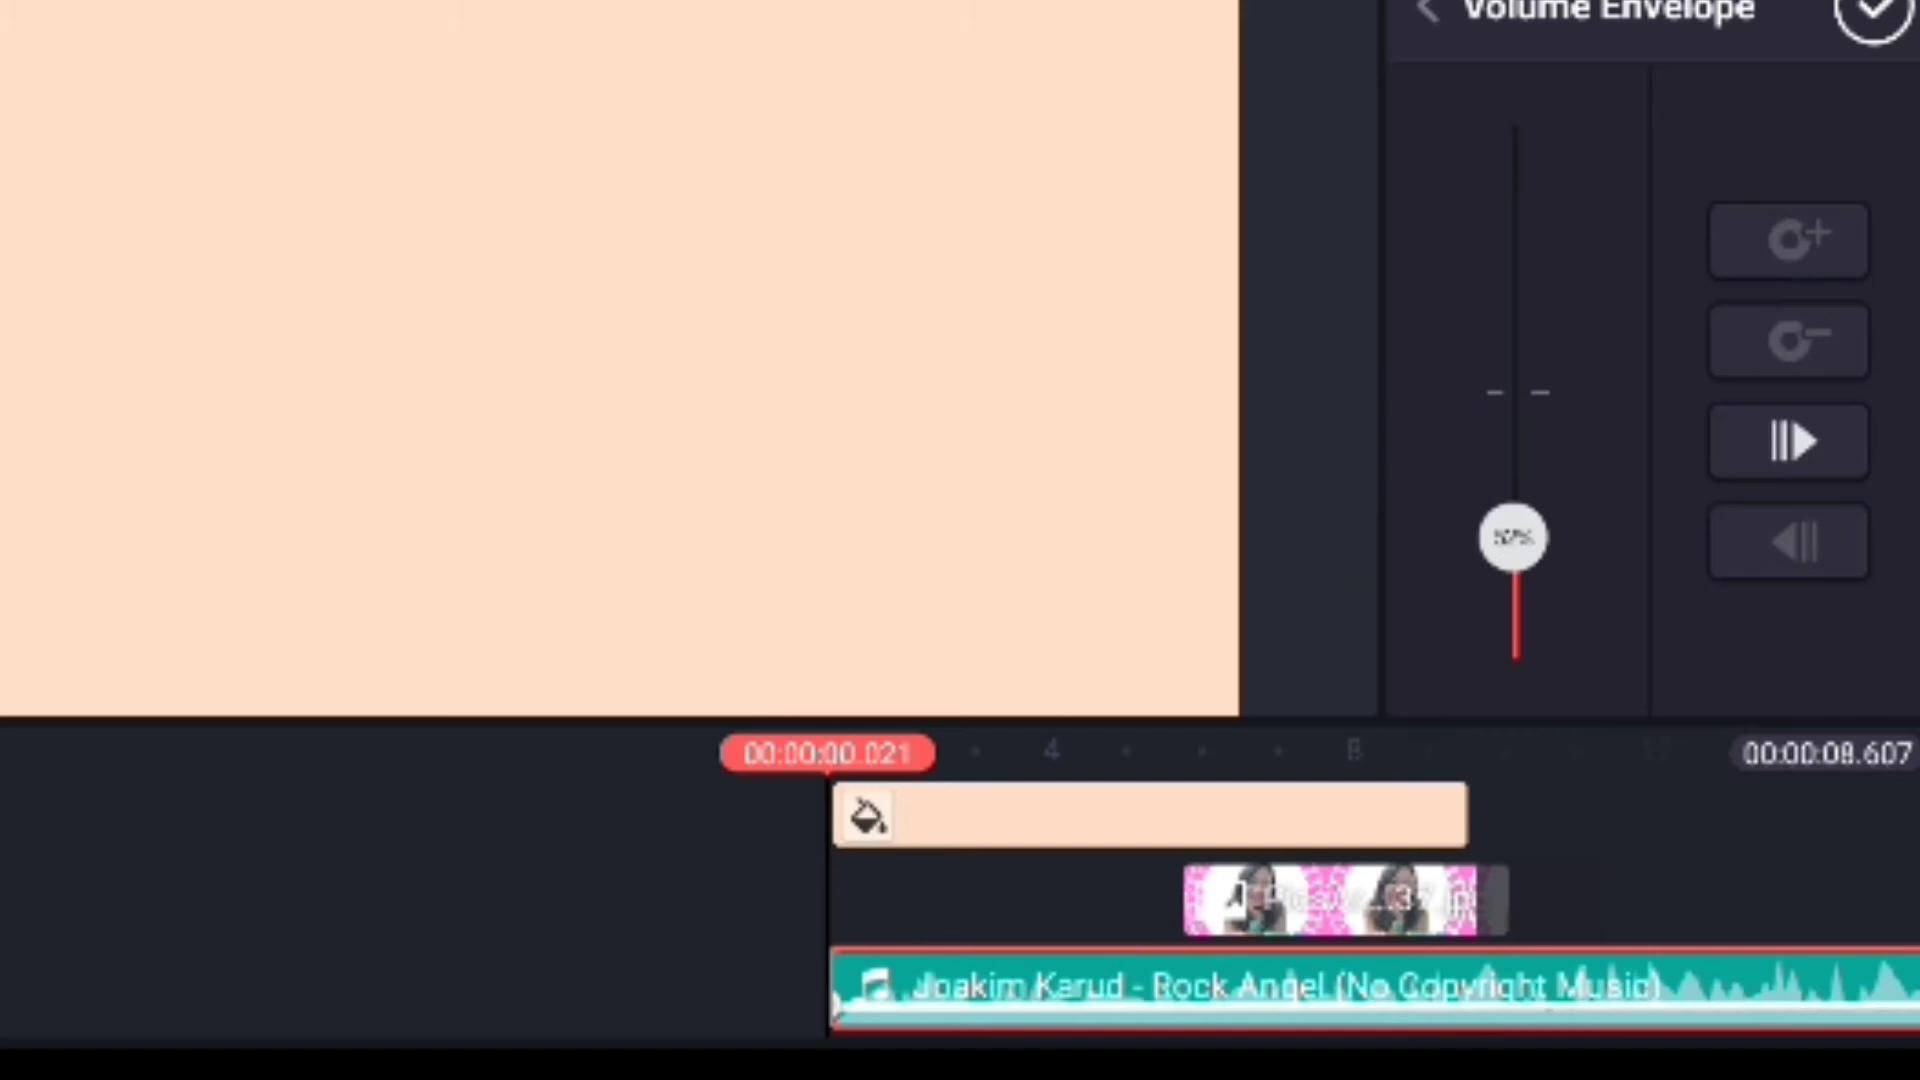 Volume Envelope
00:00:00.021
4
8
12
00:00:08.607
Joakim Karud - Rock Angel (No Copyright Music)